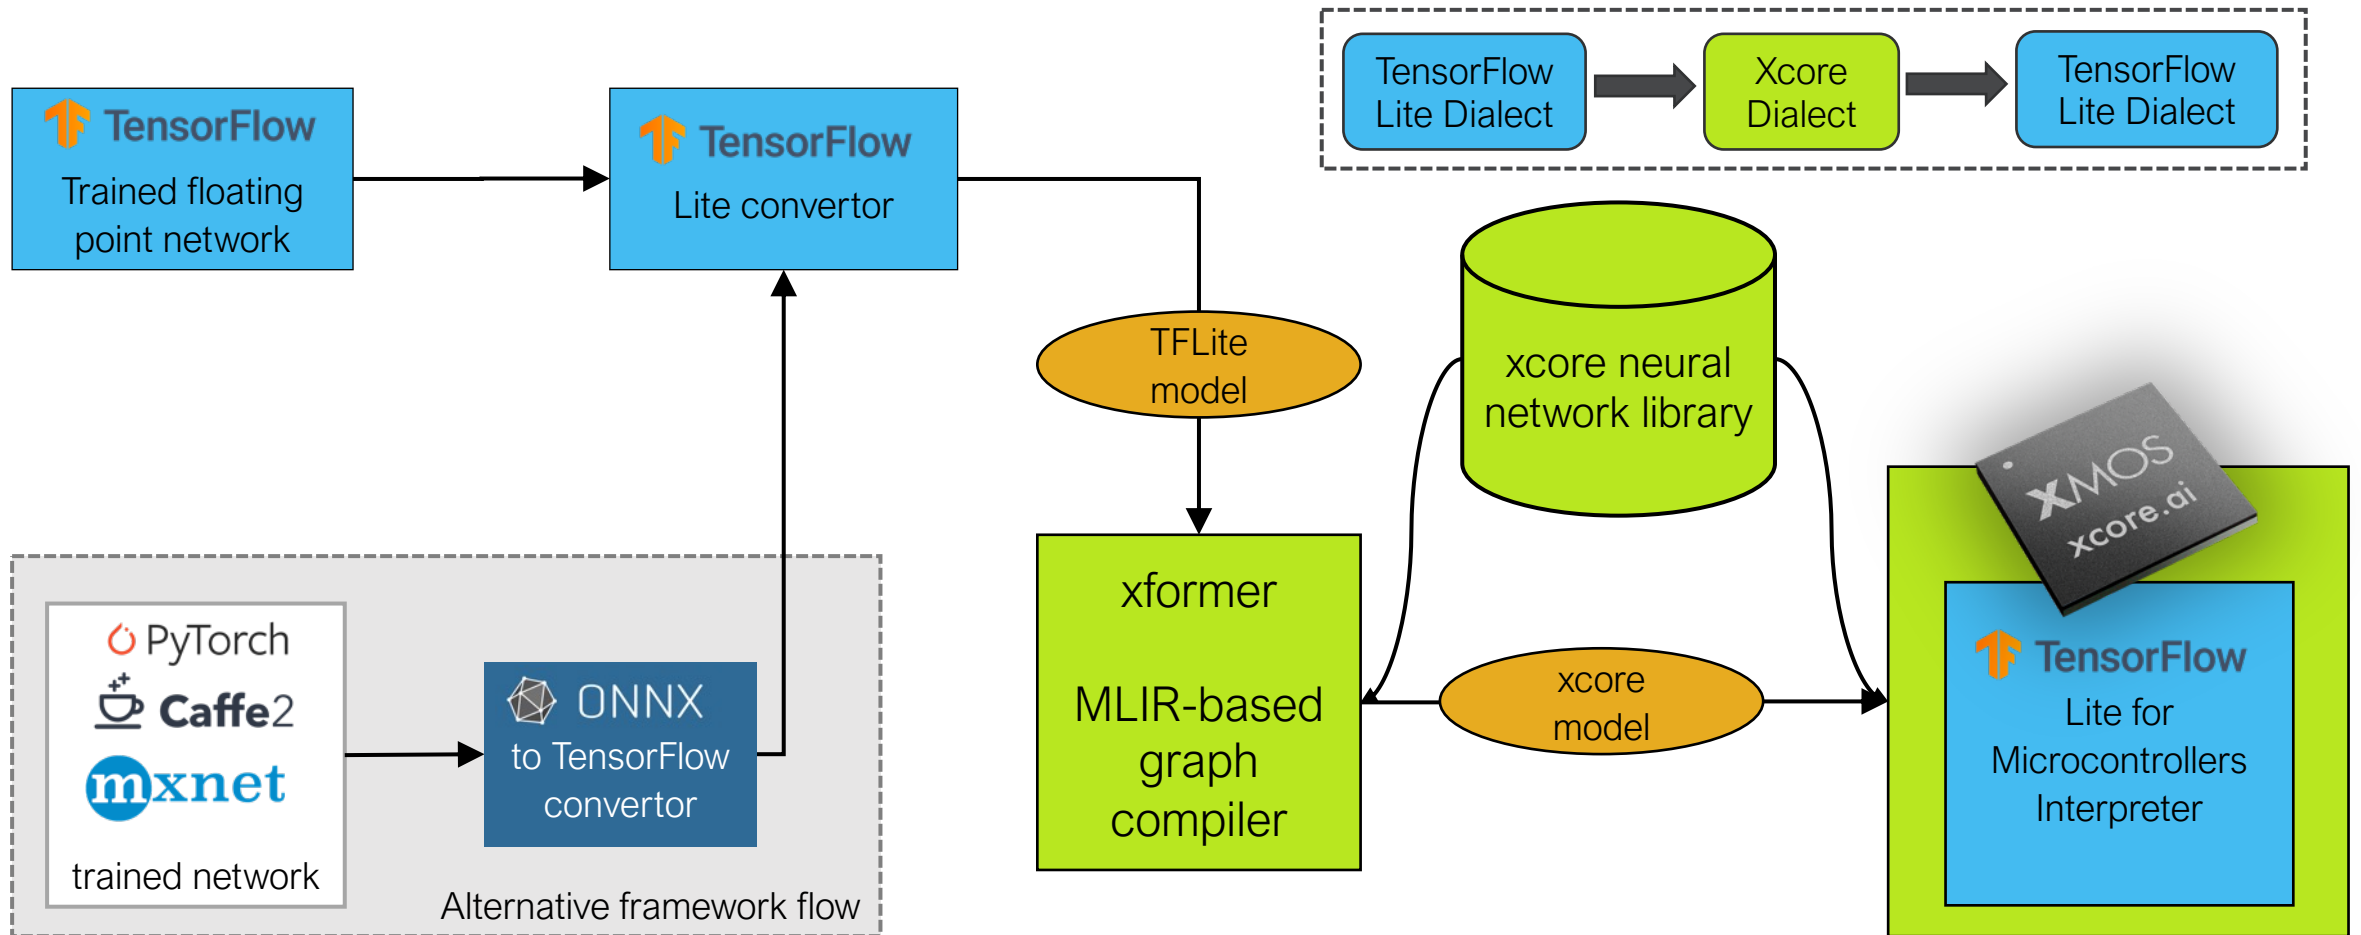 TensorFlow
Trained floating
point network
TensorFlow
Lite convertor
TensorFlow
Lite Dialect
Xcore
Dialect
TensorFlow
Lite Dialect
TFLite
model
xcore neural
network library
XMOS
xcore.ai
PyTorch
Caffe2
mxnet
trained network
ONNX
to TensorFlow
convertor
Alternative framework flow
xformer
MLIR-based
graph
compiler
xcore
model
TensorFlow
Lite for
Microcontrollers
Interpreter